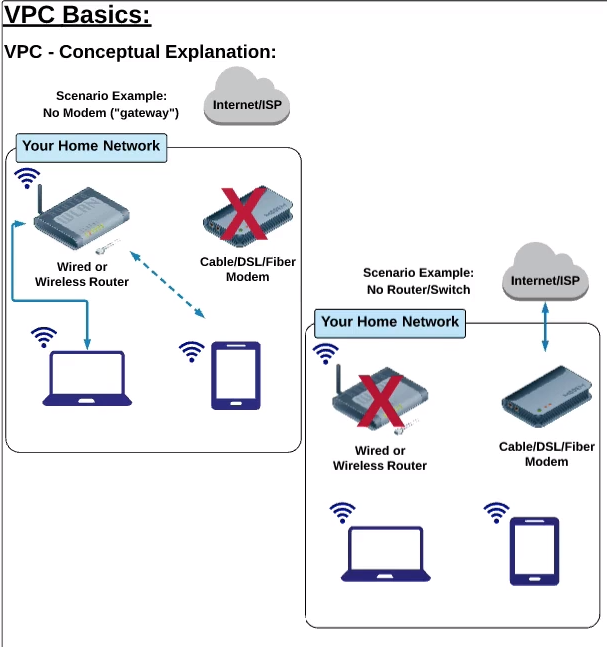 VPC Basics:
VPC - Conceptual Explanation:
Scenario Example:
No Modem ("gateway")
Internet/ISP
Your Home Network
WLAN
Wired or
Wireless Router
Cable/DSL/Fiber
Modem
Scenario Example:
No Router/Switch
Internet/ISP
Your Home Network
Wired or
Wireless Router
Cable/DSL/Fiber
Modem